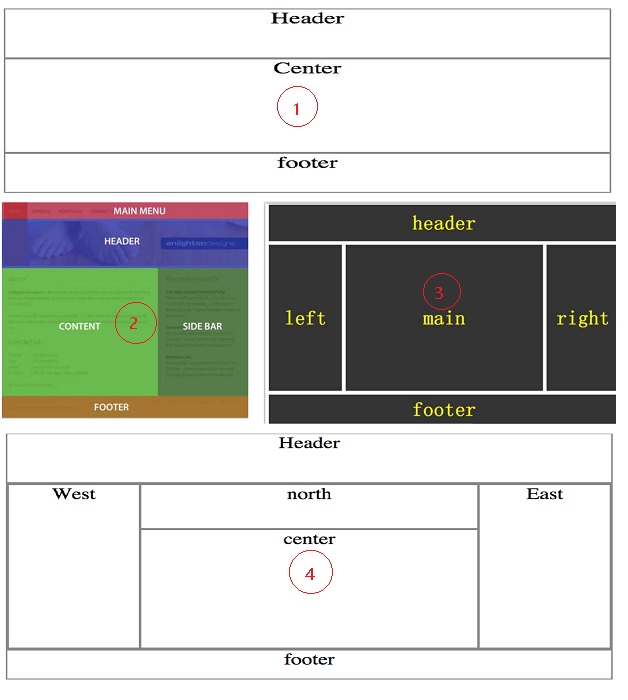 Header
Center
1
footer
MAIN MENU
HEADER
enlightendesigns
CONTENT
2
SIDE BAR
FOOTER
header
left
3
main
right
footer
Header
West
north
East
center
4
footer